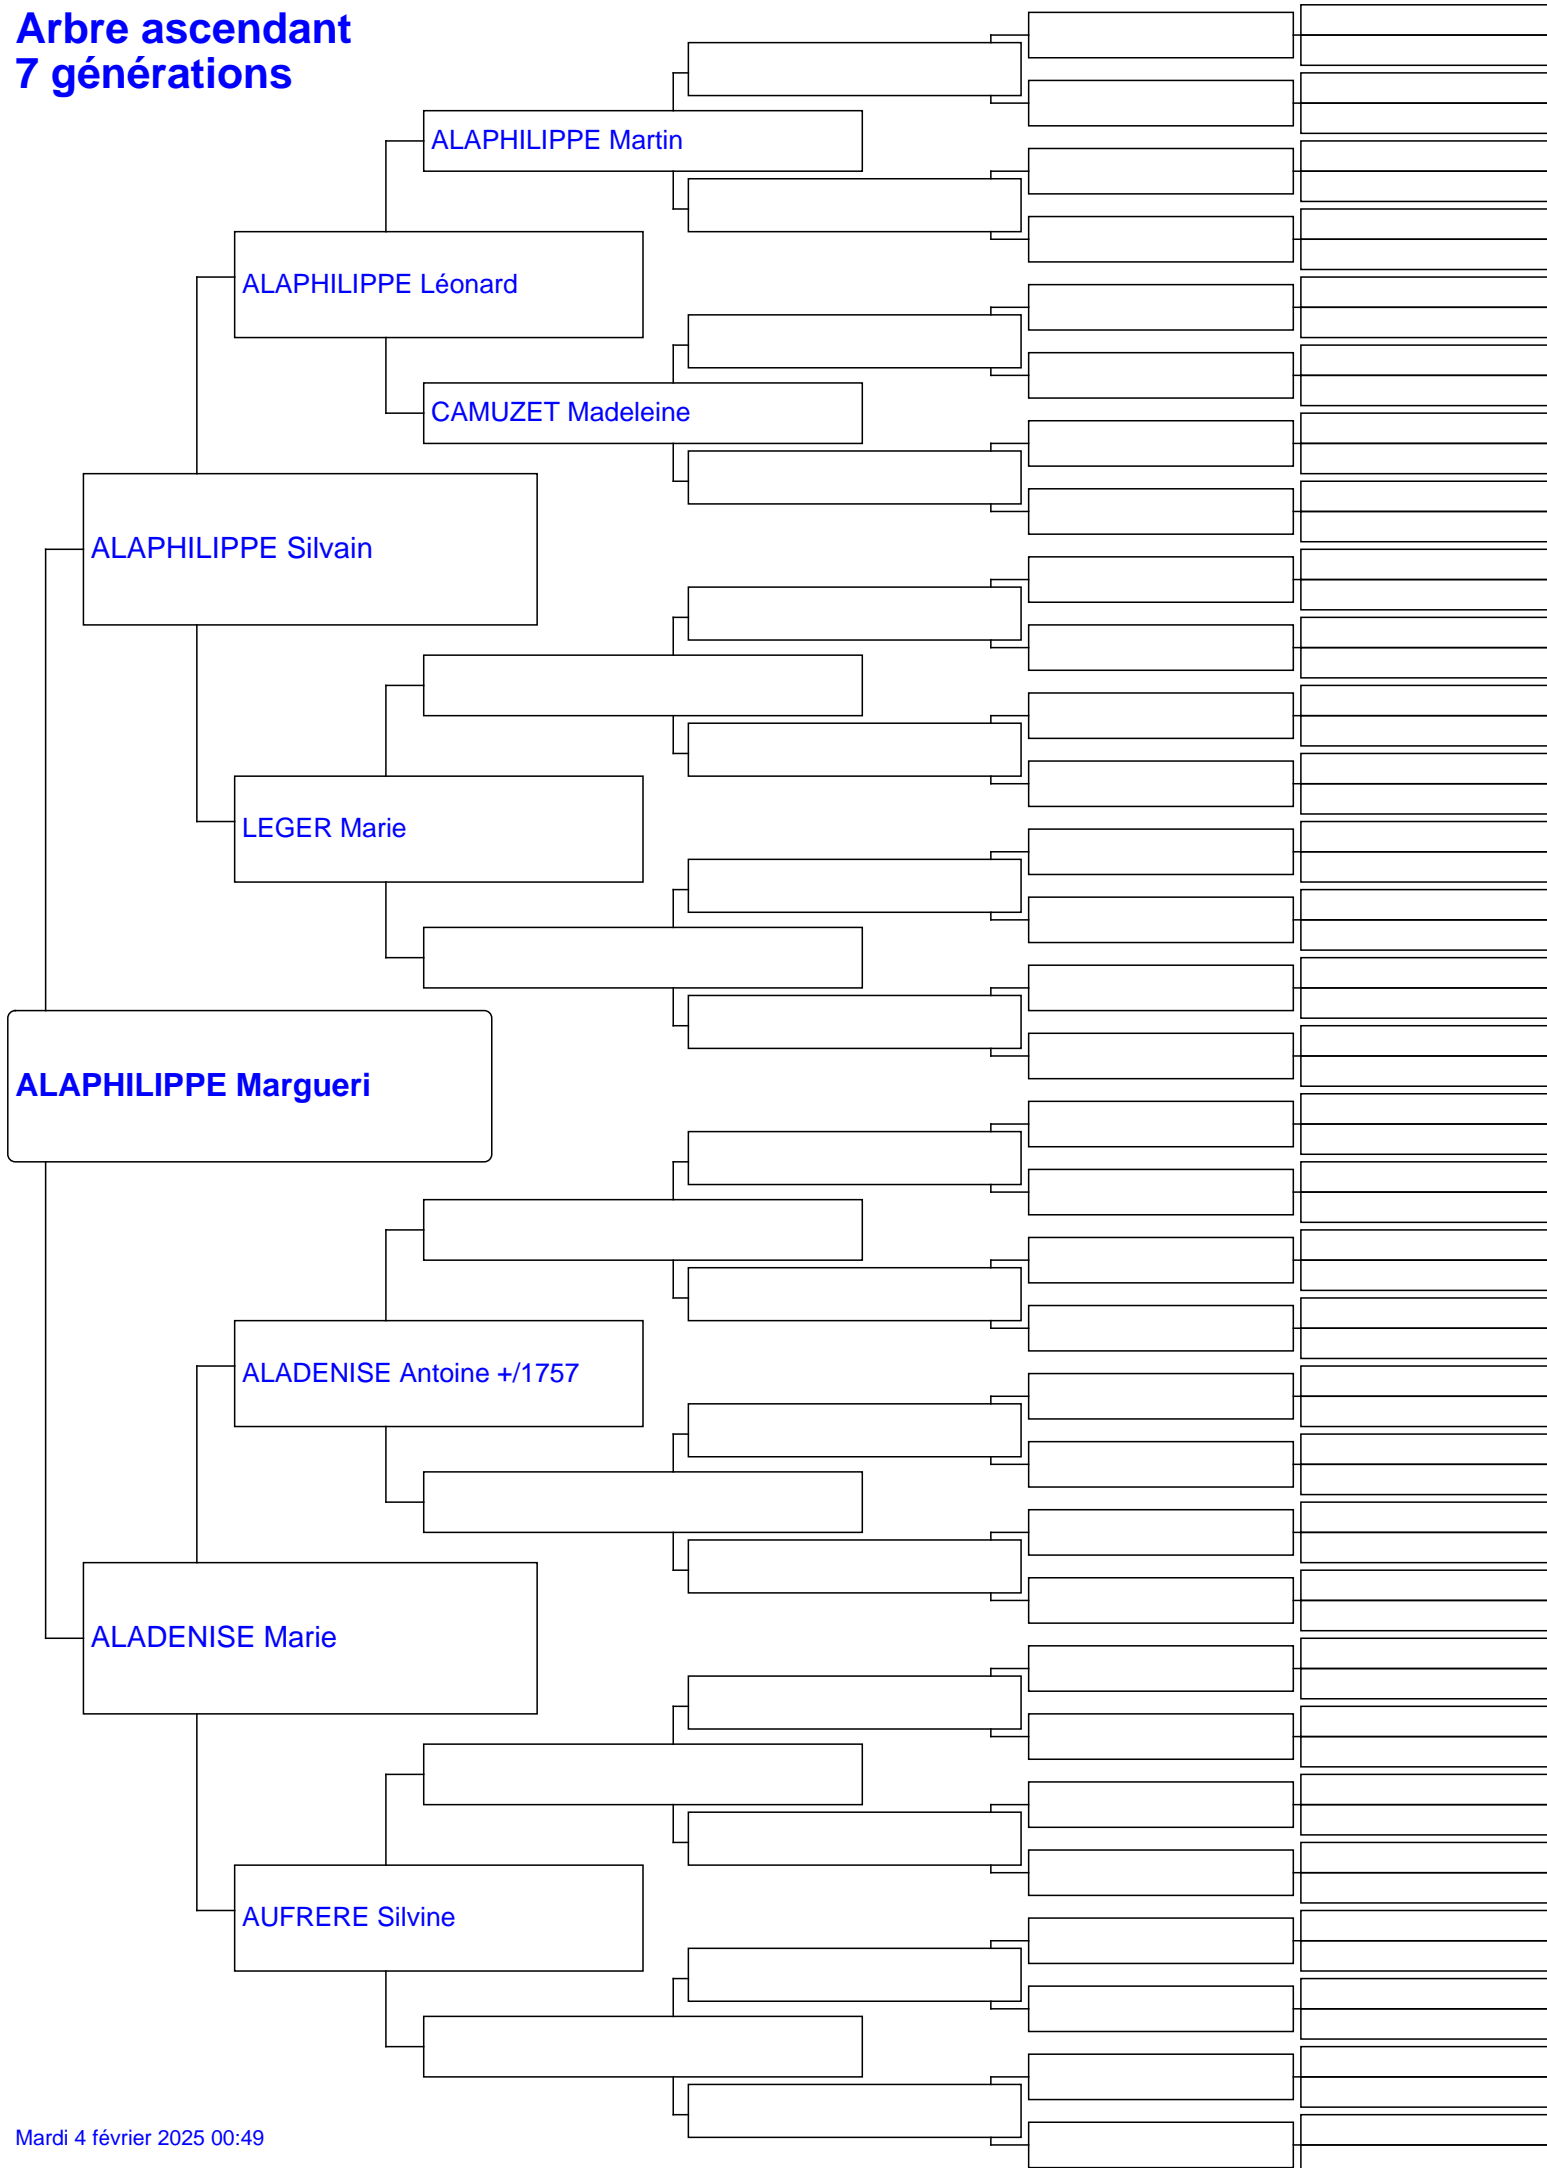 Arbre ascendant
7 générations
ALAPHILIPPE Martin
ALAPHILIPPE Léonard
CAMUZET Madeleine
ALAPHILIPPE Silvain
LEGER Marie
ALAPHILIPPE Margueri
ALADENISE Antoine +/1757
ALADENISE Marie
AUFRERE Silvine
Mardi 4 février 2025 00:49